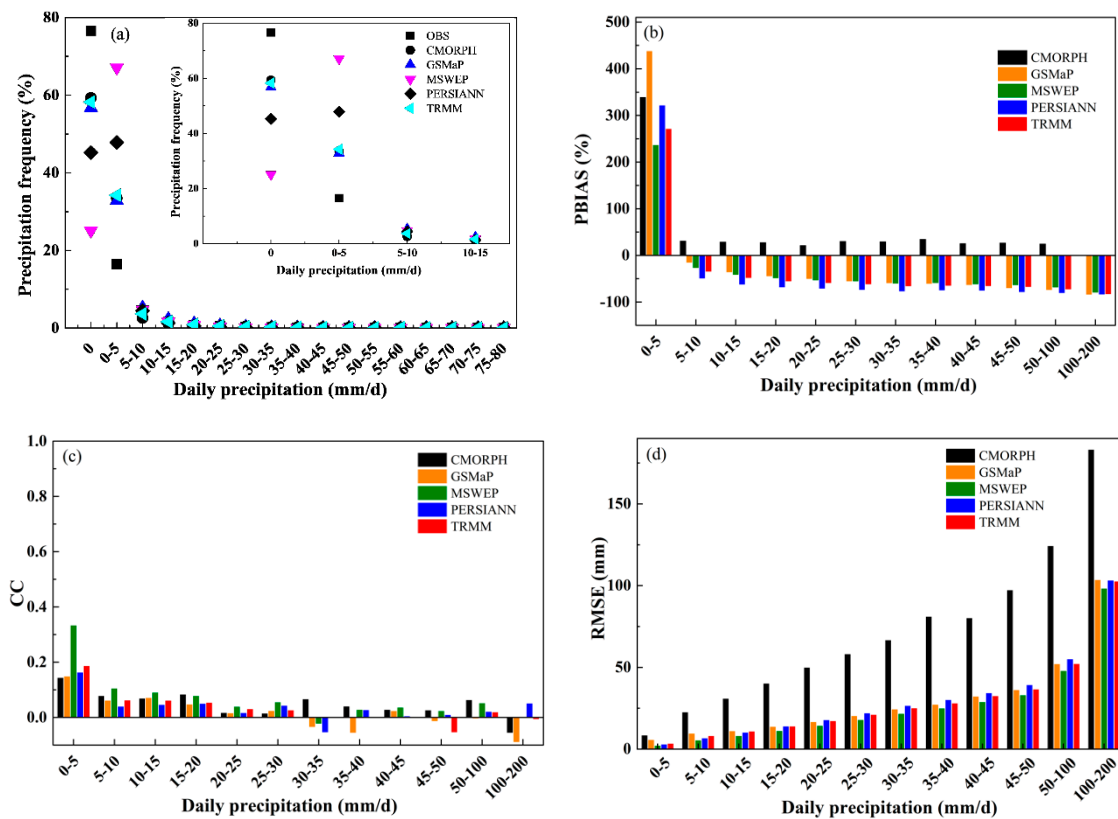 (a)
Precipitation frequency (%)
80
60
40
20
0
0
0-5
5-10
10-15
15-20
20-25
25-30
30-35
35-40
40-45
45-50
50-55
55-60
60-65
65-70
70-75
75-80
Daily precipitation (mm/d)
Precipitation frequency (%)
80
60
40
20
0
0
0-5
5-10
10-15
Daily precipitation (mm/d)
OBS
CMORPH
GSMaP
MSWEP
PERSIANN
TRMM
(b)
PBIAS (%)
500
400
300
200
100
0
-100
CMORPH
GSMaP
MSWEP
PERSIANN
TRMM
0-5
5-10
10-15
15-20
20-25
25-30
30-35
35-40
40-45
45-50
50-100
100-200
Daily precipitation (mm/d)
(c)
CC
1.0
0.8
0.6
0.4
0.2
0.0
CMORPH
GSMaP
MSWEP
PERSIANN
TRMM
0-5
5-10
10-15
15-20
20-25
25-30
30-35
35-40
40-45
45-50
50-100
100-200
Daily precipitation (mm/d)
(d)
RMSE (mm)
150
100
50
0
CMORPH
GSMaP
MSWEP
PERSIANN
TRMM
0-5
5-10
10-15
15-20
20-25
25-30
30-35
35-40
40-45
45-50
50-100
100-200
Daily precipitation (mm/d)